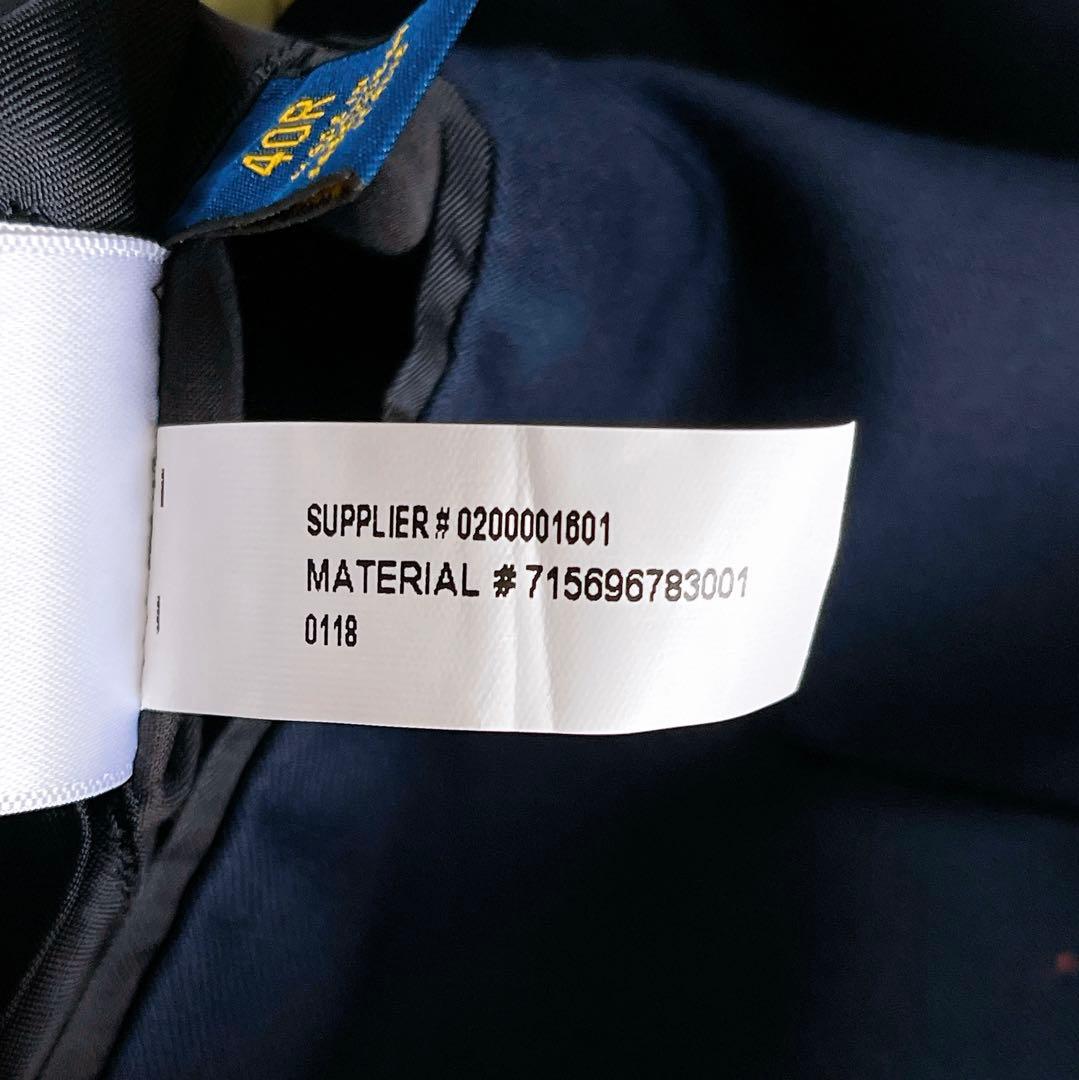 40R
SUPPLIER # 0200001601
MATERIAL # 715696783001
0118